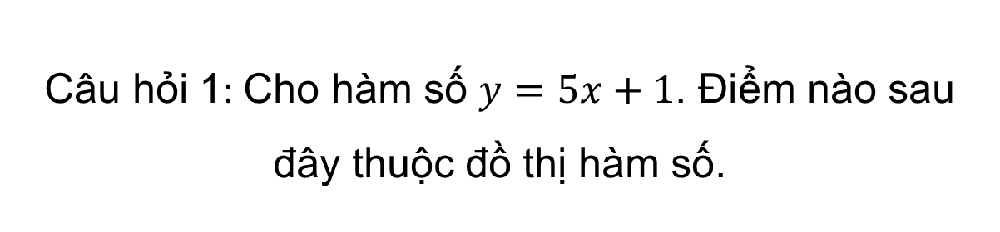 Câu hỏi 1: Cho hàm số y = 5x + 1. Điểm nào sau
đây thuộc đồ thị hàm số.